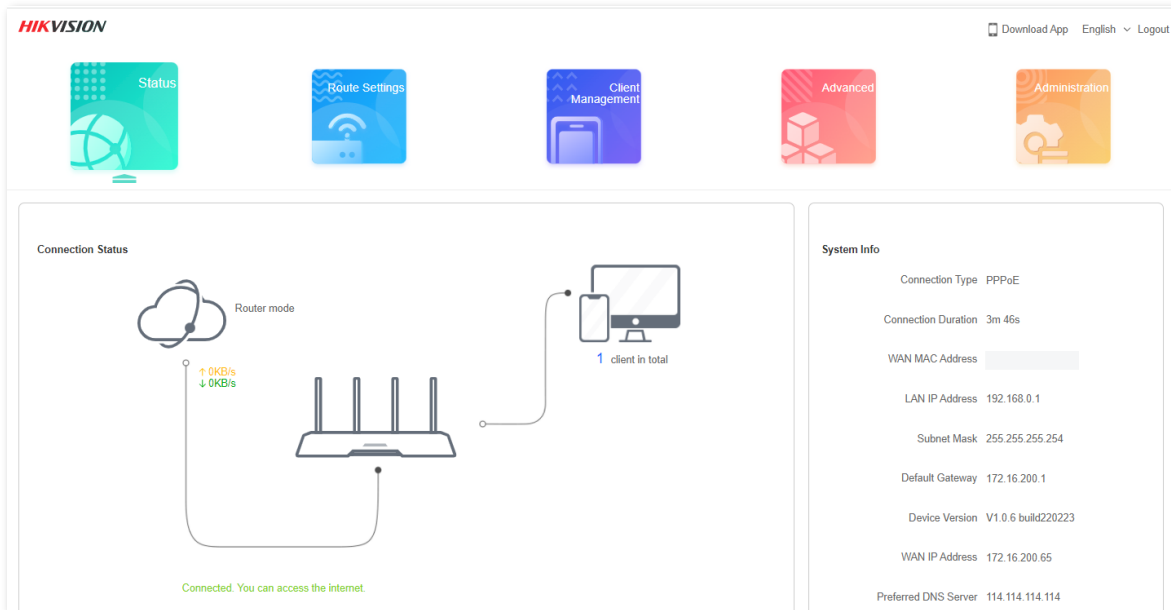 HIKVISION
Download App English Logout
Status
Route Settings
Client
Management
Advanced
Administration
Connection Status
Router mode
↑ 0KB/s
↓ 0KB/s
1 client in total
Connected. You can access the internet.
System Info
Connection Type PPPoE
Connection Duration 3m 46s
WAN MAC Address
LAN IP Address 192.168.0.1
Subnet Mask 255.255.255.254
Default Gateway 172.16.200.1
Device Version V1.0.6 build220223
WAN IP Address 172.16.200.65
Preferred DNS Server 114.114.114.114